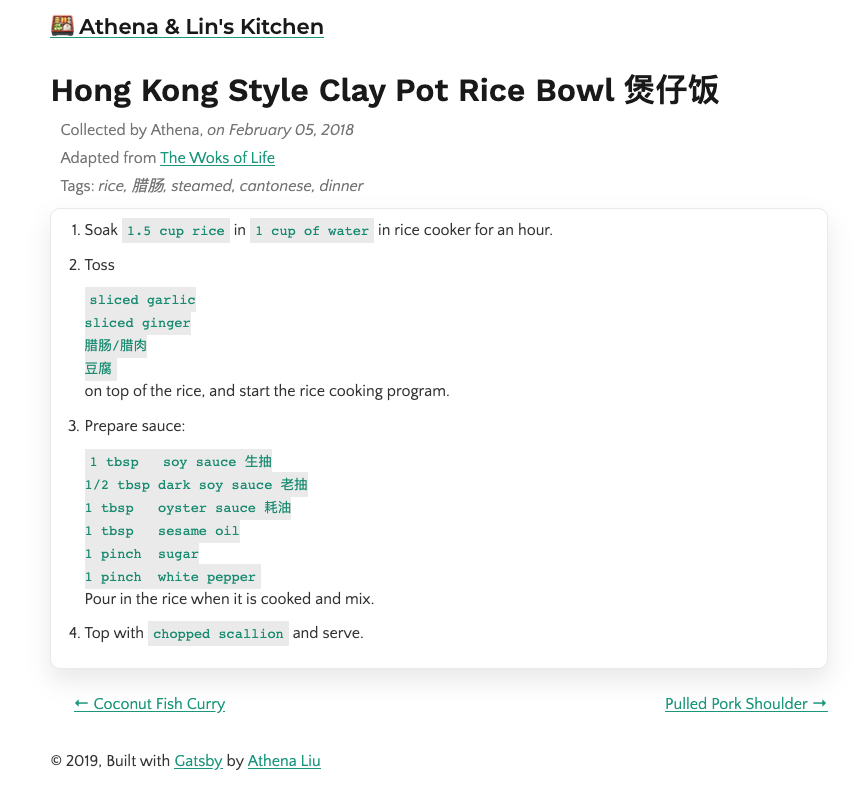 Athena & Lin's Kitchen
Hong Kong Style Clay Pot Rice Bowl 煲仔饭
Collected by Athena, on February 05, 2018
Adapted from The Woks of Life
Tags: rice, 腊肠, steamed, cantonese, dinner
1. Soak 1.5 cup rice in 1 cup of water in rice cooker for an hour.
2. Toss
sliced garlic
sliced ginger
腊肠/腊肉
豆腐
on top of the rice, and start the rice cooking program.
3. Prepare sauce:
1 tbsp   soy sauce 生抽
1/2 tbsp dark soy sauce 老抽
1 tbsp   oyster sauce 耗油
1 tbsp   sesame oil
1 pinch  sugar
1 pinch  white pepper
Pour in the rice when it is cooked and mix.
4. Top with chopped scallion and serve.
← Coconut Fish Curry Pulled Pork Shoulder →
© 2019, Built with Gatsby by Athena Liu